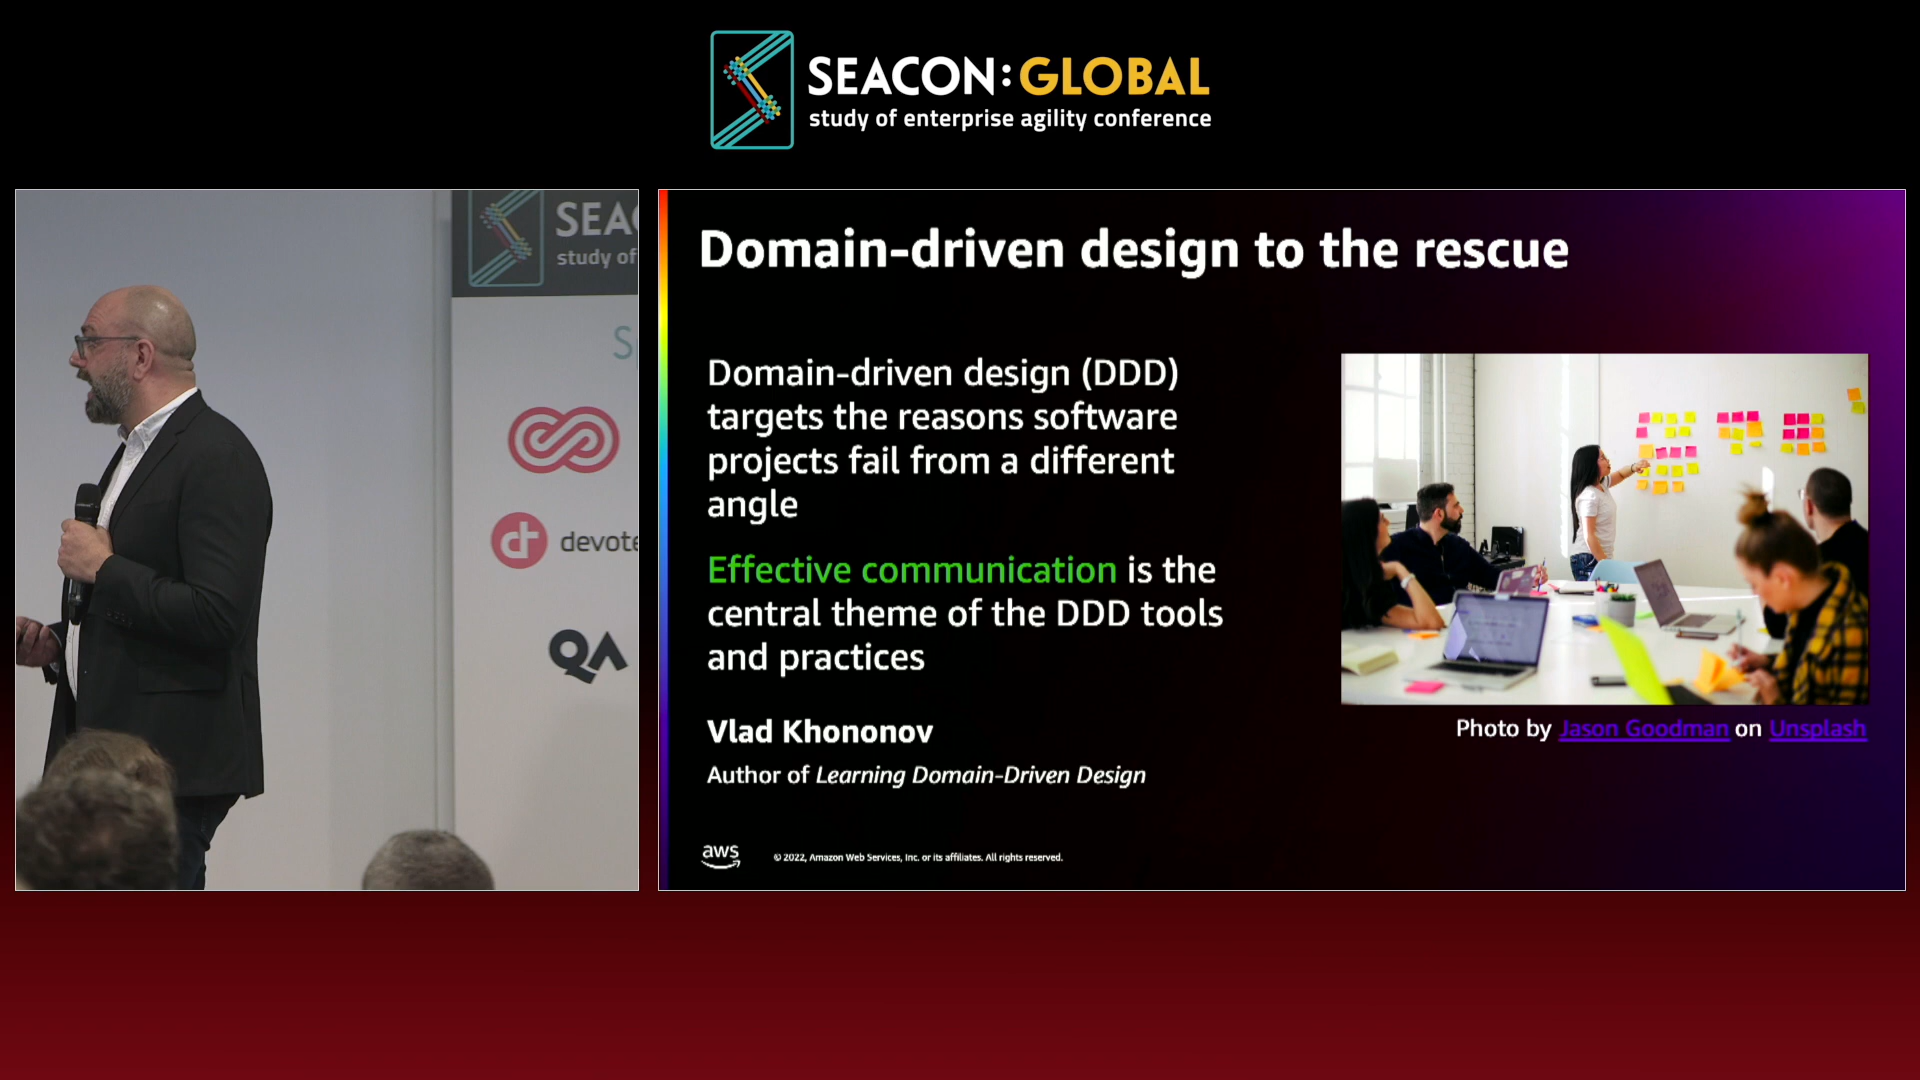 SEACON:GLOBAL
study of enterprise agility conference
SEA
study of
devote
QA
Domain-driven design to the rescue
Domain-driven design (DDD)
targets the reasons software
projects fail from a different
angle
Effective communication is the
central theme of the DDD tools
and practices
Vlad Khononov
Author of Learning Domain-Driven Design
Photo by Jason Goodman on Unsplash
aws
© 2022, Amazon Web Services, Inc. or its affiliates. All rights reserved.